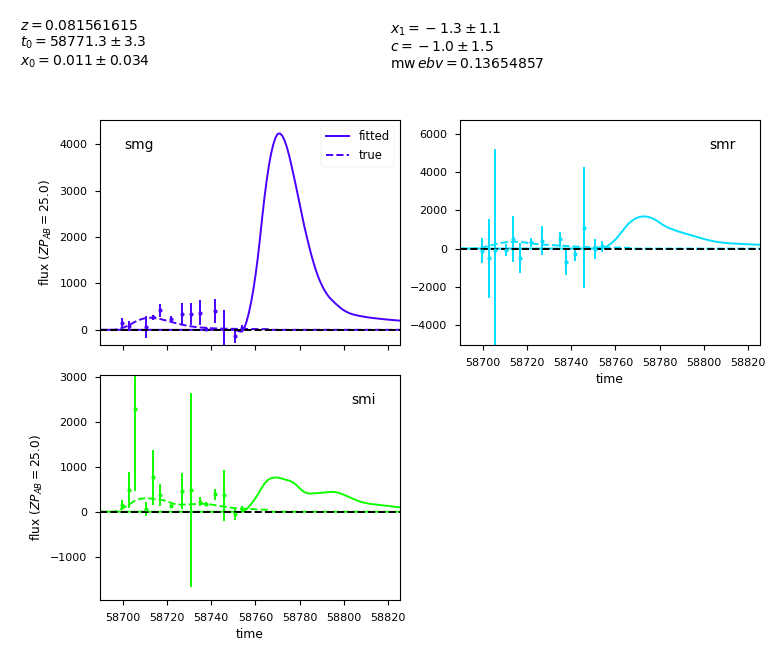 z = 0.081561615
t₀ = 58771.3 ± 3.3
x₀ = 0.011 ± 0.034
x₁ = −1.3 ± 1.1
c = −1.0 ± 1.5
mw ebv = 0.13654857
smg
fitted
true
4000
3000
2000
1000
0
flux (ZP_AB = 25.0)
smr
6000
4000
2000
0
−2000
−4000
58700 58720 58740 58760 58780 58800 58820
time
smi
3000
2000
1000
0
−1000
flux (ZP_AB = 25.0)
58700 58720 58740 58760 58780 58800 58820
time